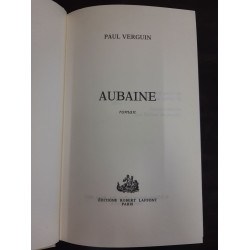 PAUL VERGUIN
AUBAINE
roman
ÉDITIONS ROBERT LAFFONT
PARIS